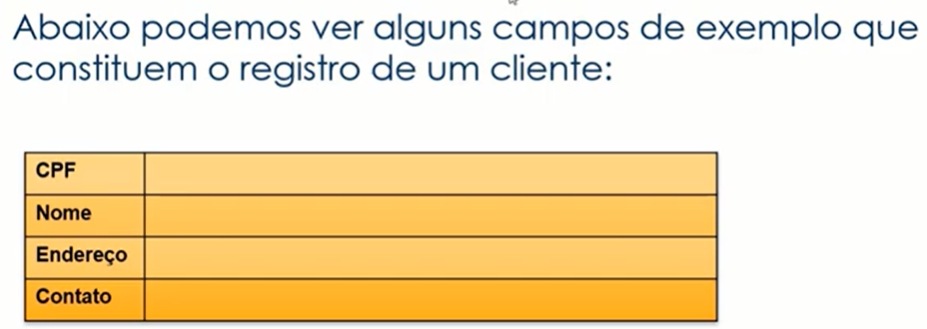 Abaixo podemos ver alguns campos de exemplo que
constituem o registro de um cliente:
CPF
Nome
Endereço
Contato